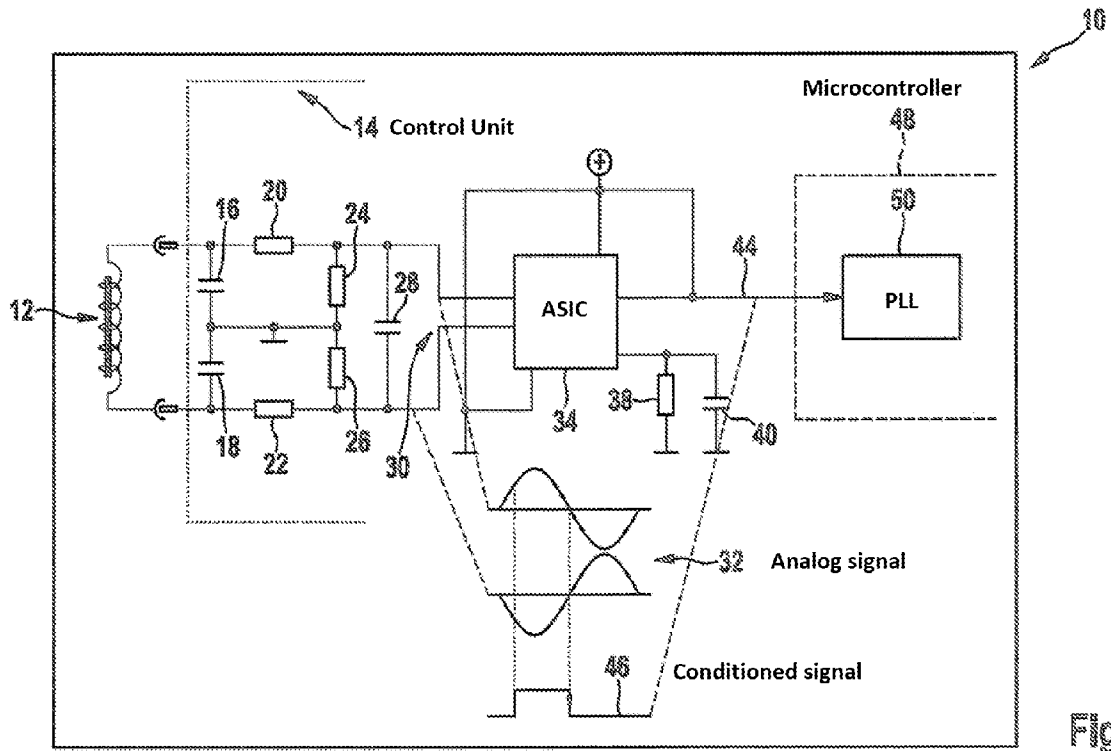 10
Microcontroller
14 Control Unit
48
20
16
24
50
28
44
12
ASIC
PLL
38
18
26
34
40
22
30
32 Analog signal
46
Conditioned signal
Fig